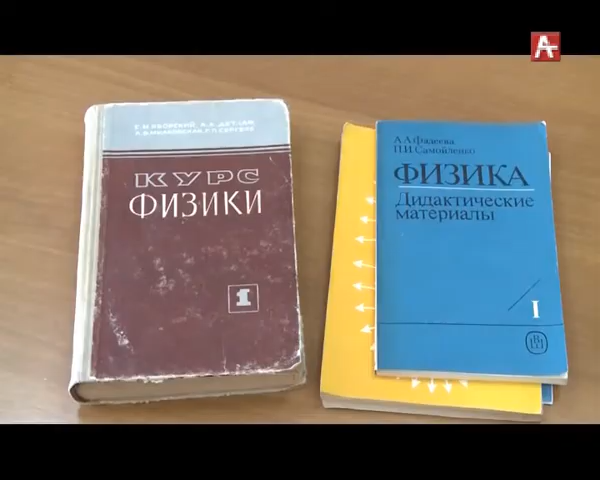 КУРС
ФИЗИКИ
1
А.А.Фадеева
П.И.Самойленко
ФИЗИКА
Дидактические
материалы
I